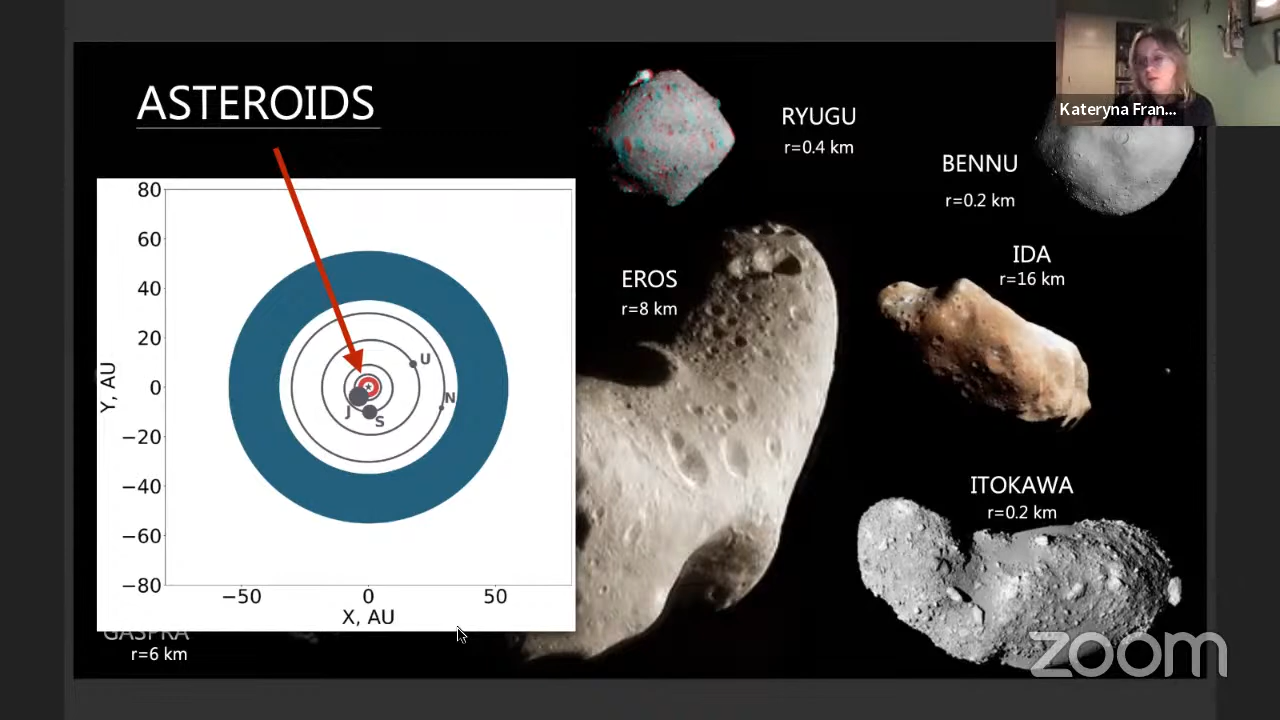 ASTEROIDS
RYUGU
r=0.4 km
Kateryna Fran...
BENNU
r=0.2 km
IDA
r=16 km
EROS
r=8 km
ITOKAWA
r=0.2 km
80
60
40
20
0
−20
−40
−60
−80
Y, AU
U
N
J
S
−50
0
50
X, AU
GASPRA
r=6 km
zoom